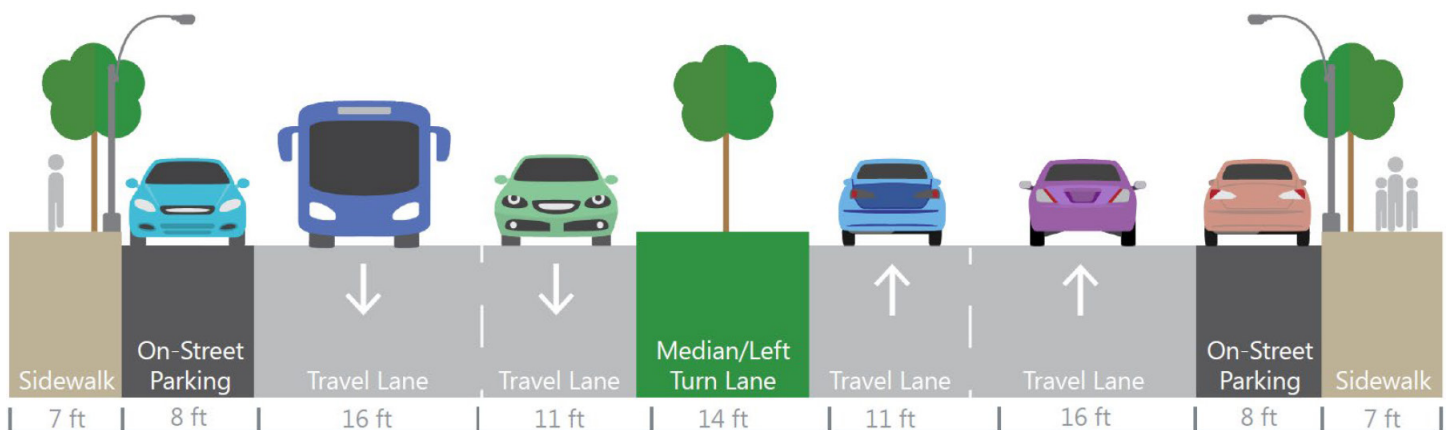 Sidewalk
On-Street
Parking
Travel Lane
Travel Lane
Median/Left
Turn Lane
Travel Lane
Travel Lane
On-Street
Parking
Sidewalk
7 ft
8 ft
16 ft
11 ft
14 ft
11 ft
16 ft
8 ft
7 ft